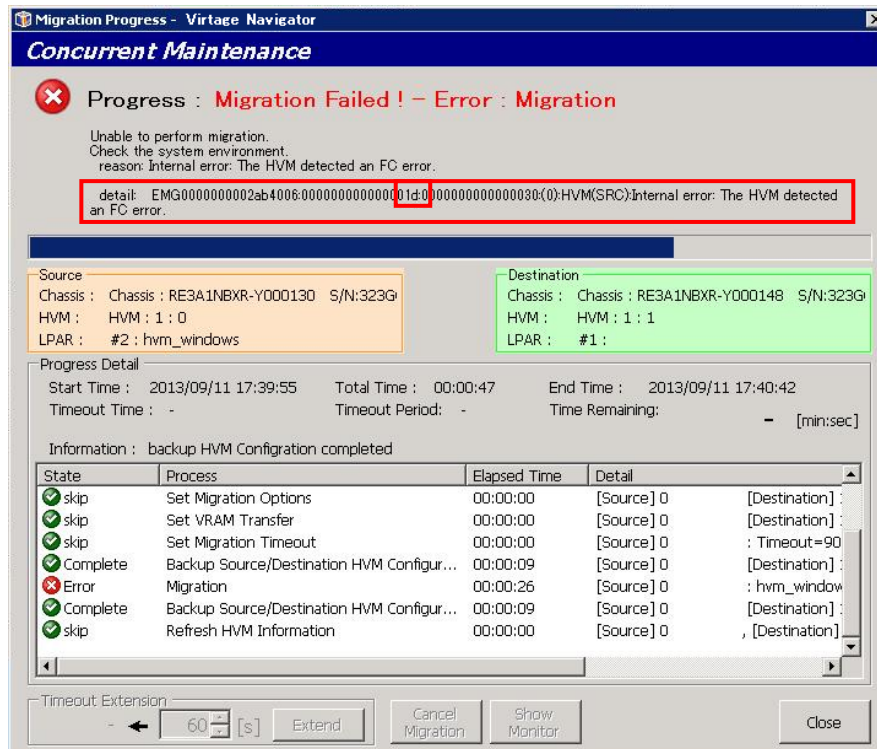 Migration Progress - Virtage Navigator
Concurrent Maintenance
Progress : Migration Failed ! - Error : Migration
Unable to perform migration.
Check the system environment.
reason: Internal error: The HVM detected an FC error.
detail: EMG0000000002ab4006:000000000000001d:0000000000000030:(0):HVM(SRC):Internal error: The HVM detected
an FC error.
Source
Chassis : Chassis : RE3A1NBXR-Y000130 S/N:323G
HVM : HVM : 1 : 0
LPAR : #2 : hvm_windows
Destination
Chassis : Chassis : RE3A1NBXR-Y000148 S/N:323G
HVM : HVM : 1 : 1
LPAR : #1 :
Progress Detail
Start Time : 2013/09/11 17:39:55 Total Time : 00:00:47 End Time : 2013/09/11 17:40:42
Timeout Time : - Timeout Period: - Time Remaining: - [min:sec]
Information : backup HVM Configration completed
State Process Elapsed Time Detail
skip Set Migration Options 00:00:00 [Source] 0 [Destination]
skip Set VRAM Transfer 00:00:00 [Source] 0 [Destination]
skip Set Migration Timeout 00:00:00 [Source] 0 : Timeout=90
Complete Backup Source/Destination HVM Configur... 00:00:09 [Source] 0 [Destination]
Error Migration 00:00:26 [Source] 0 : hvm_window
Complete Backup Source/Destination HVM Configur... 00:00:09 [Source] 0 [Destination]
skip Refresh HVM Information 00:00:00 [Source] 0 , [Destination]
Timeout Extension
- 60 [s] Extend
Cancel Migration
Show Monitor
Close